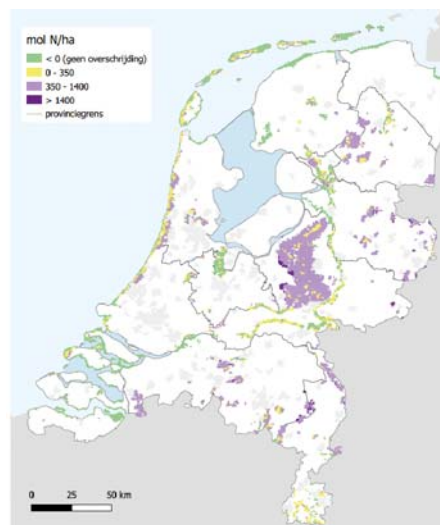 mol N/ha
< 0 (geen overschrijding)
0 - 350
350 - 1400
> 1400
provinciegrens
0 25 50 km